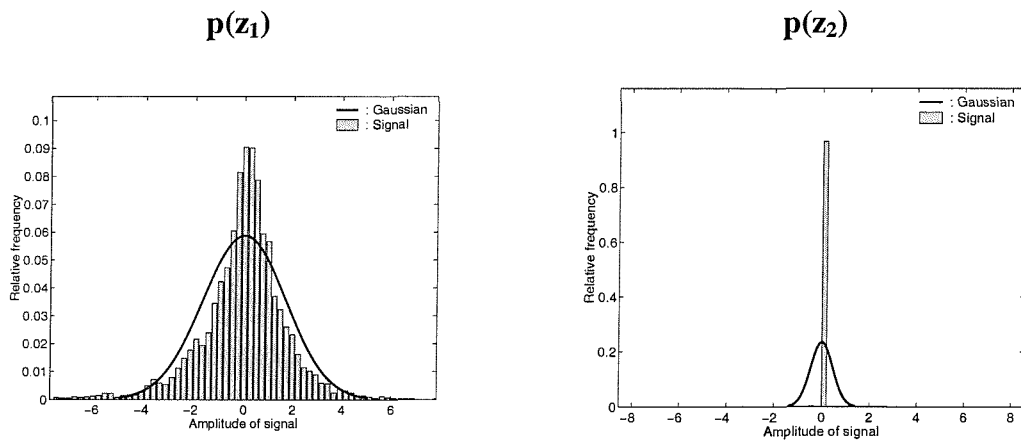 p(z1)
p(z2)
: Gaussian
: Signal
0.1
0.09
0.08
0.07
0.06
0.05
0.04
0.03
0.02
0.01
0
Relative frequency
−6 −4 −2 0 2 4 6
Amplitude of signal
: Gaussian
: Signal
1
0.8
0.6
0.4
0.2
0
Relative frequency
−8 −6 −4 −2 0 2 4 6 8
Amplitude of signal